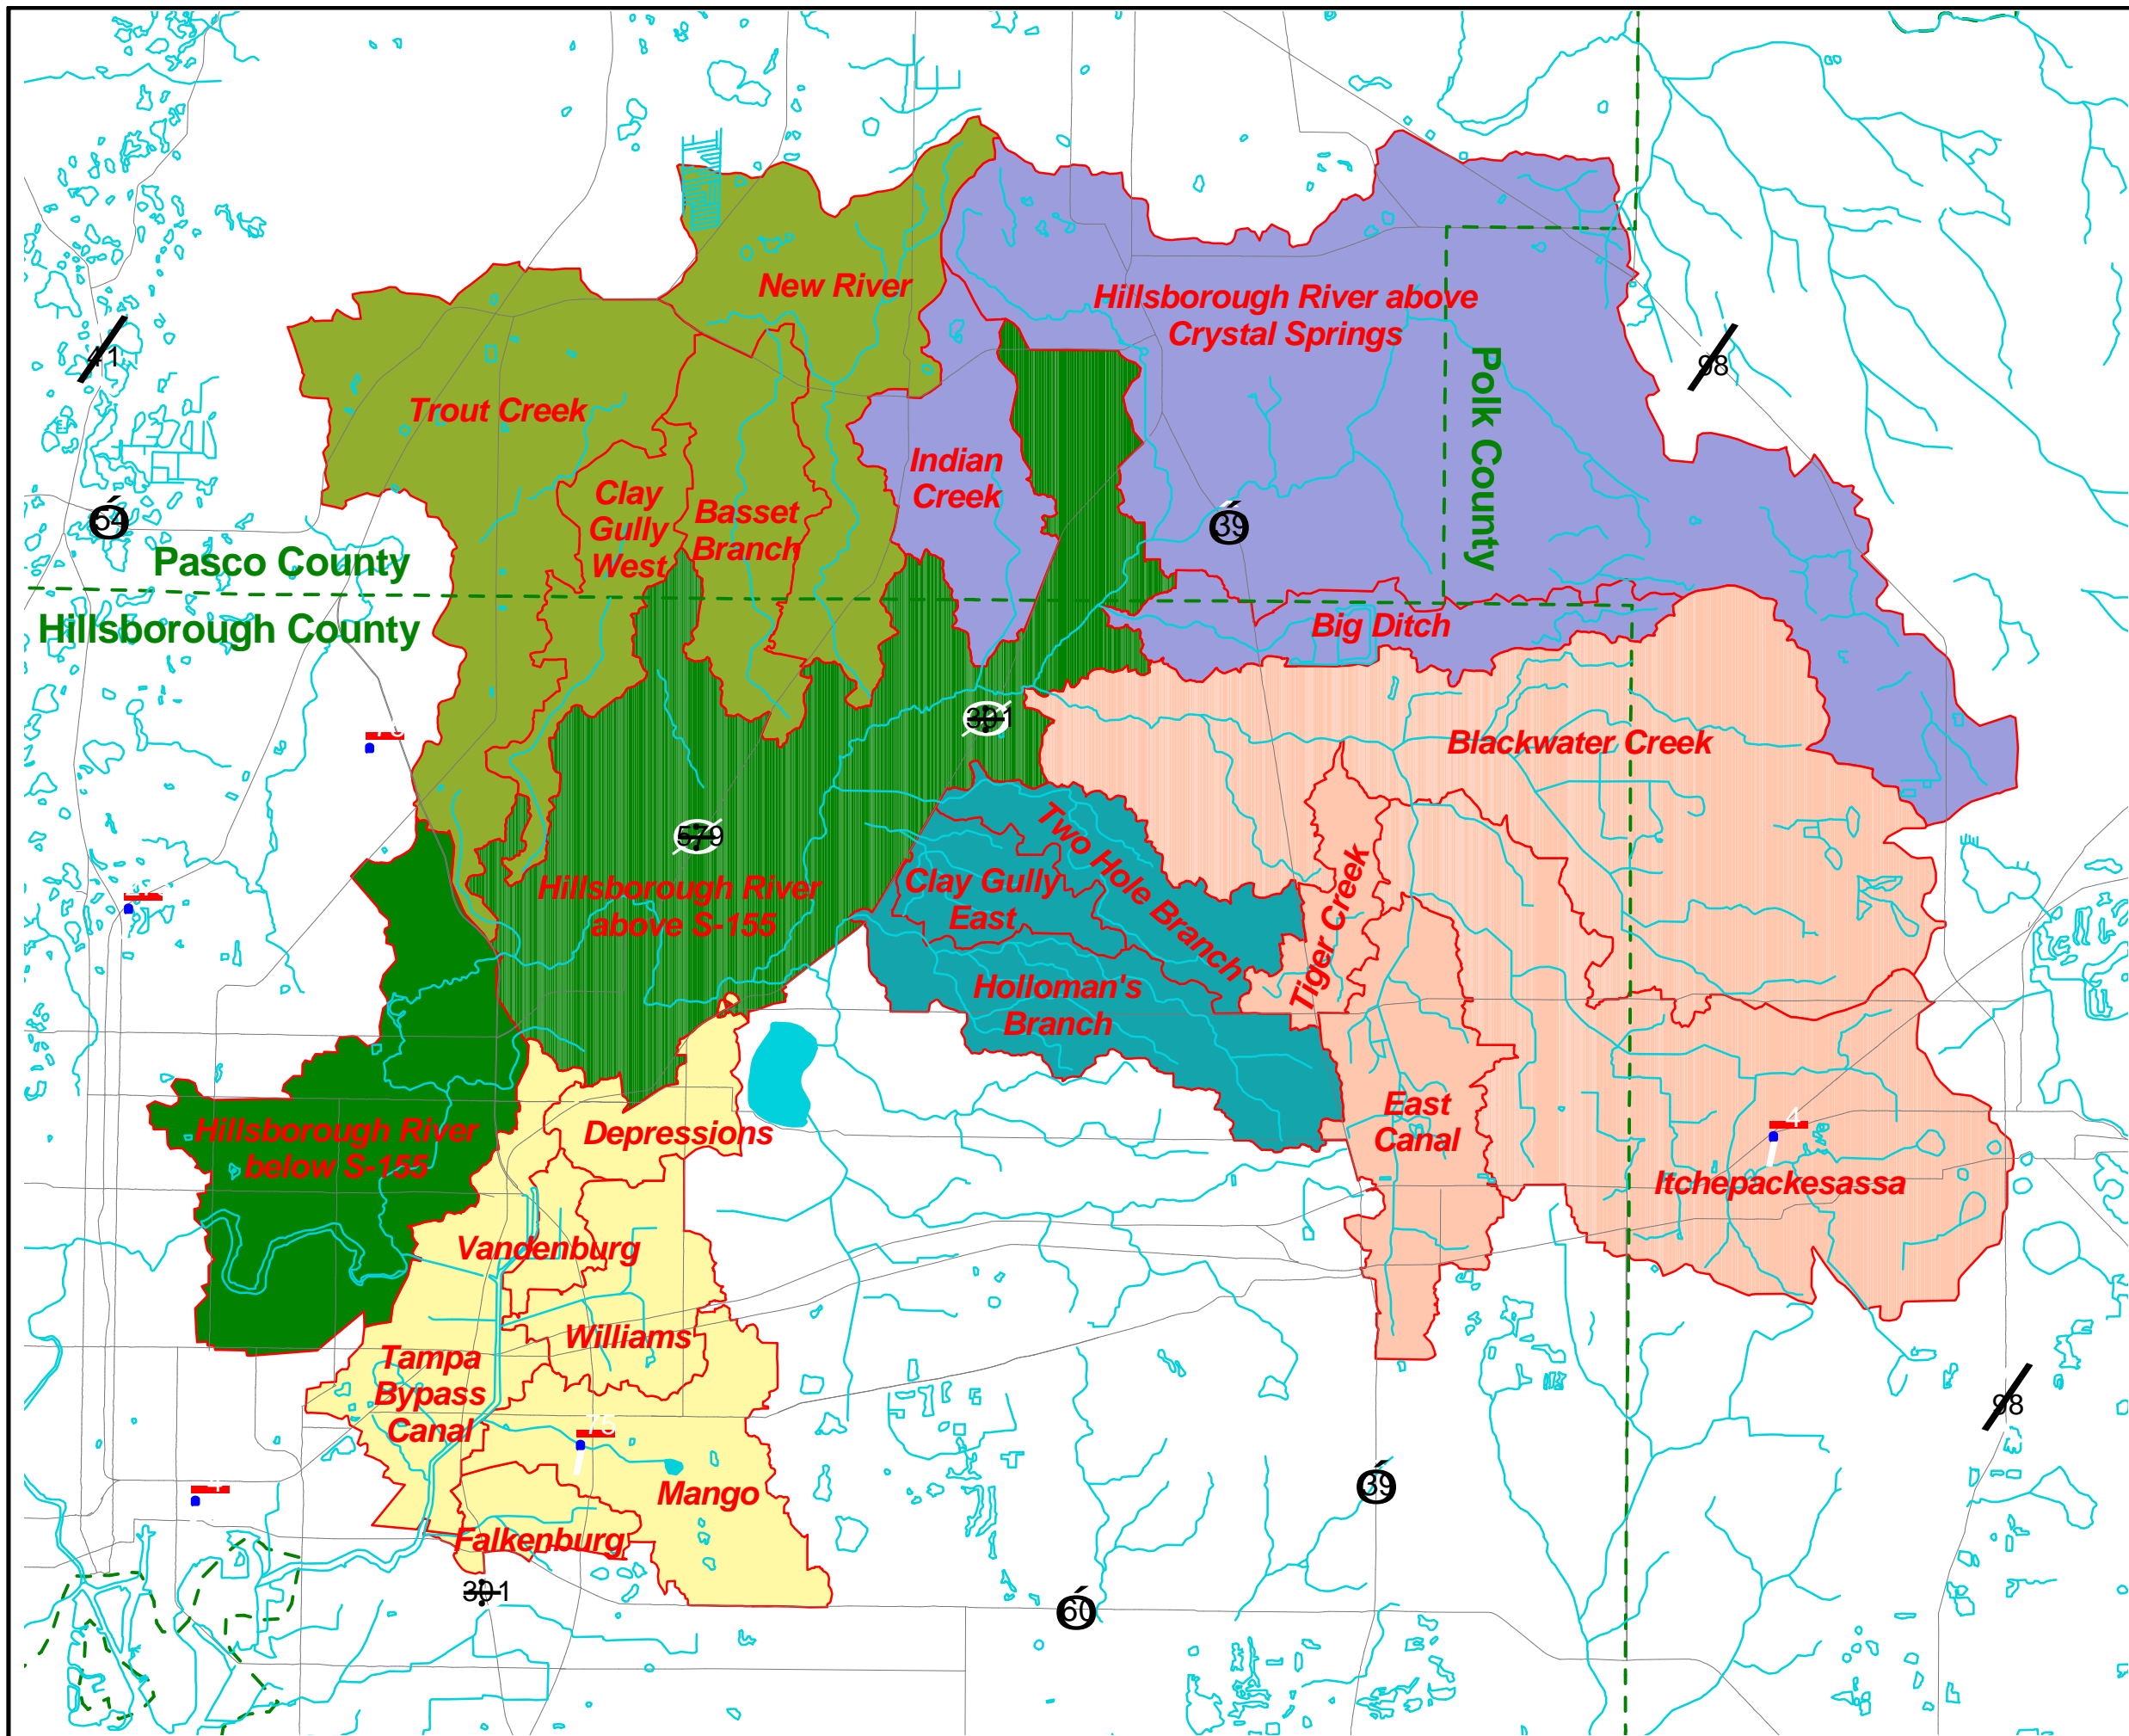 New River
Hillsborough River above
Crystal Springs
Polk County
41
98
Trout Creek
Indian
Creek
Clay
Gully
West
Basset
Branch
54
39
Pasco County
Hillsborough County
Big Ditch
301
Blackwater Creek
579
Two Hole Branch
Tiger Creek
Hillsborough River
above S-155
Clay Gully
East
Holloman's
Branch
Hillsborough River
below S-155
Depressions
East
Canal
4
Itchepackesassa
Vandenburg
Williams
Tampa
Bypass
Canal
98
75
Mango
39
Falkenburg
301
60